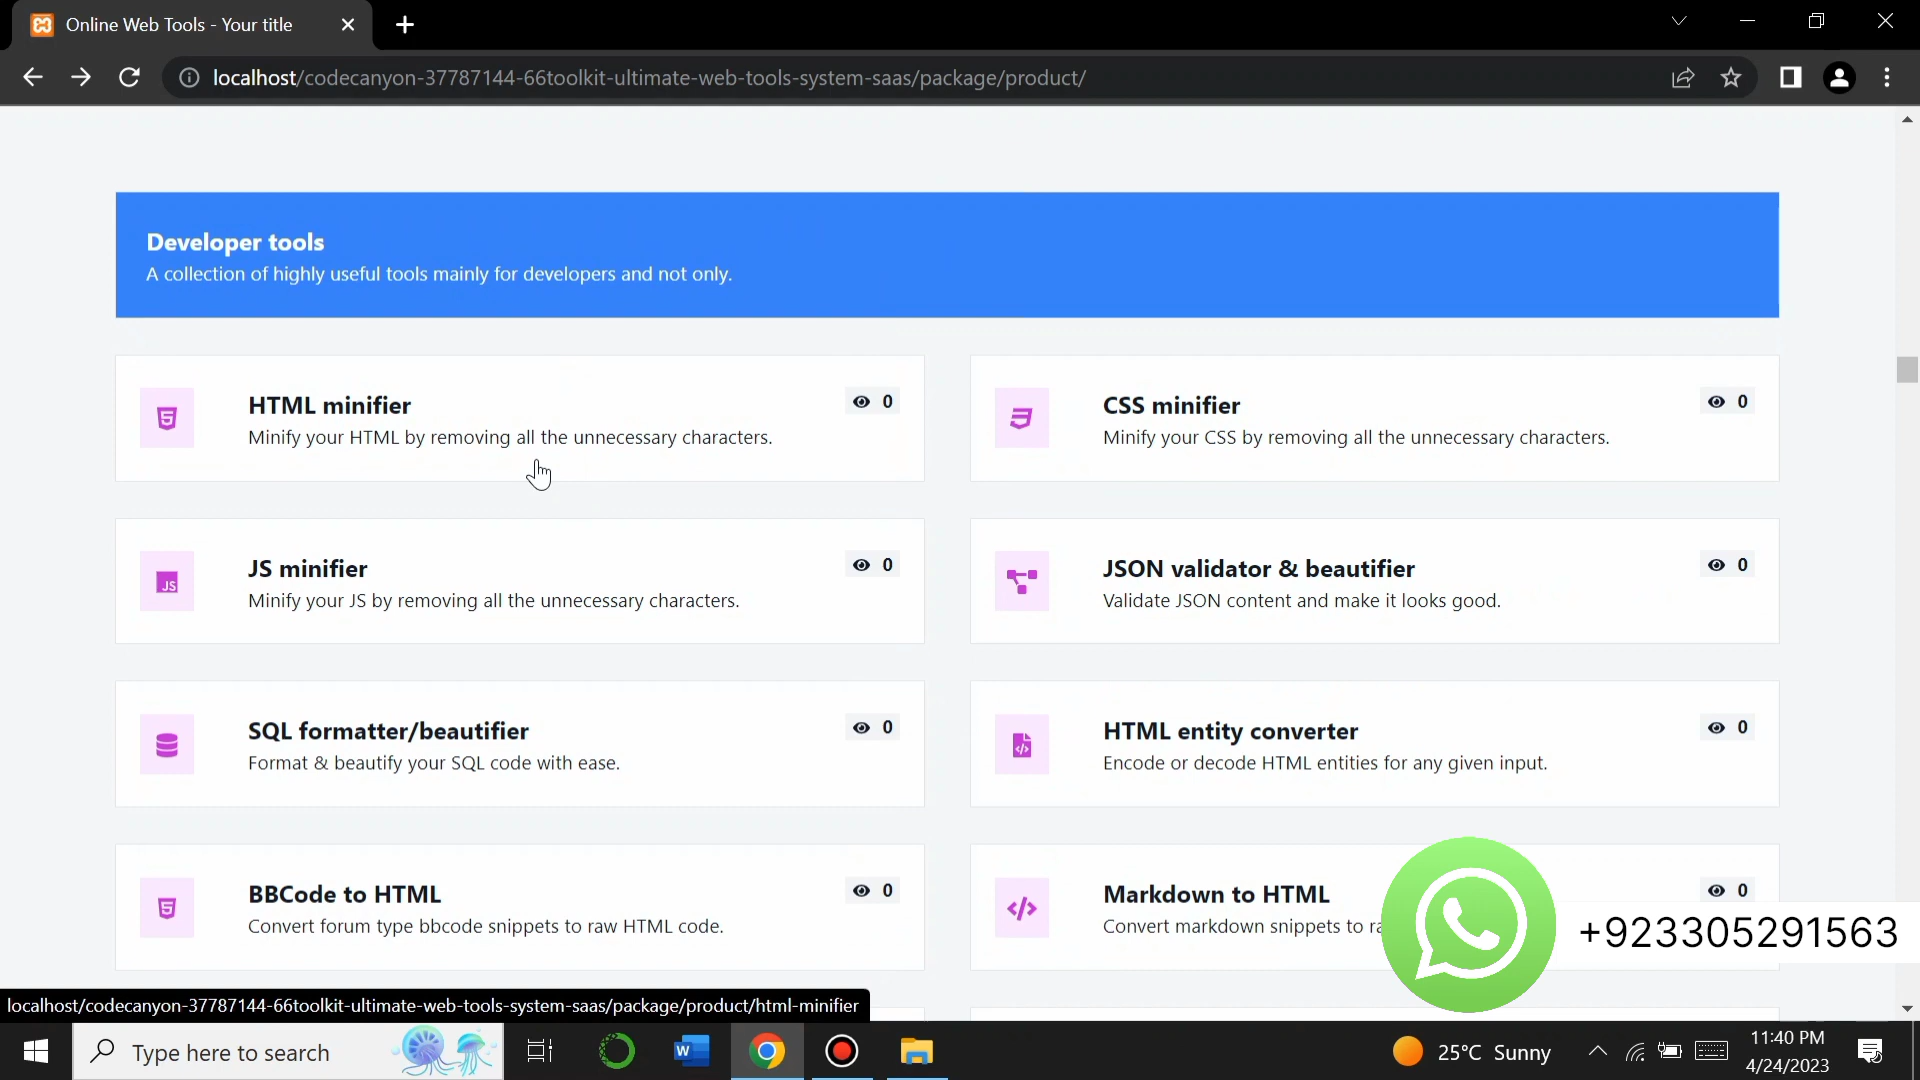 Online Web Tools - Your title
localhost/codecanyon-37787144-66toolkit-ultimate-web-tools-system-saas/package/product/
Developer tools
A collection of highly useful tools mainly for developers and not only.
HTML minifier
0
Minify your HTML by removing all the unnecessary characters.
CSS minifier
0
Minify your CSS by removing all the unnecessary characters.
JS minifier
0
Minify your JS by removing all the unnecessary characters.
JSON validator & beautifier
0
Validate JSON content and make it looks good.
SQL formatter/beautifier
0
Format & beautify your SQL code with ease.
HTML entity converter
0
Encode or decode HTML entities for any given input.
BBCode to HTML
0
Convert forum type bbcode snippets to raw HTML code.
Markdown to HTML
0
Convert markdown snippets to
+923305291563
localhost/codecanyon-37787144-66toolkit-ultimate-web-tools-system-saas/package/product/html-minifier
Type here to search
25°C Sunny
11:40 PM
4/24/2023